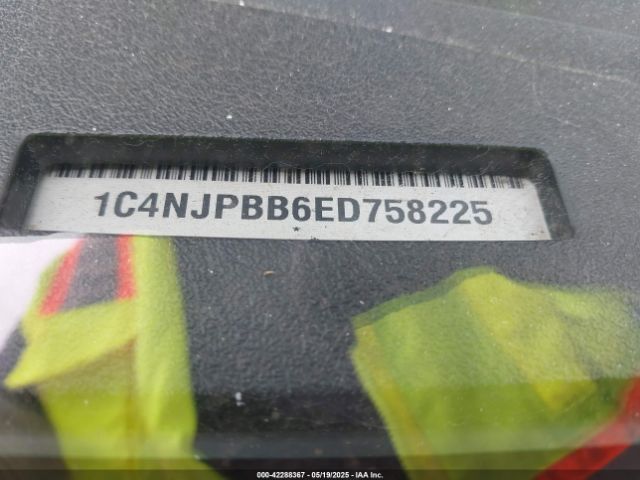 1C4NJPBB6ED758225
*
000-42288367 - 05/19/2025 - IAA Inc.